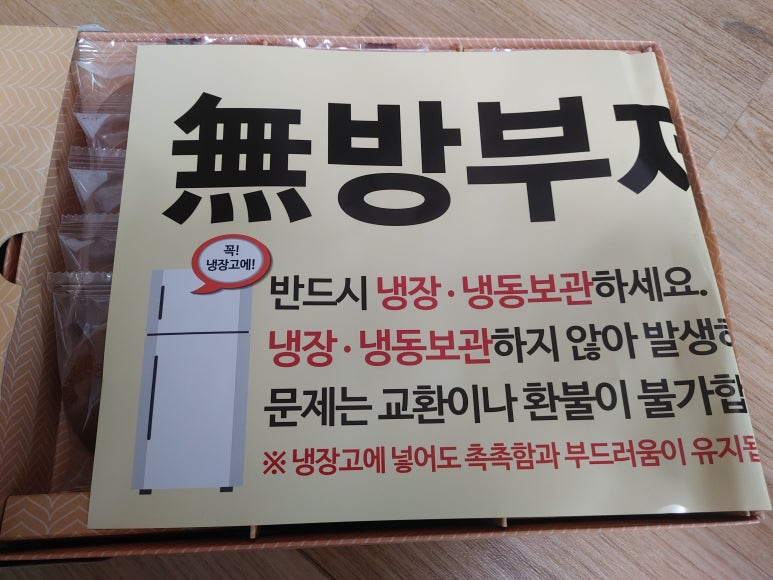 無방부
꼭!
냉장고에!
반드시 냉장·냉동보관하세요.
냉장·냉동보관하지 않아 발생하
문제는 교환이나 환불이 불가합
※ 냉장고에 넣어도 촉촉함과 부드러움이 유지됩